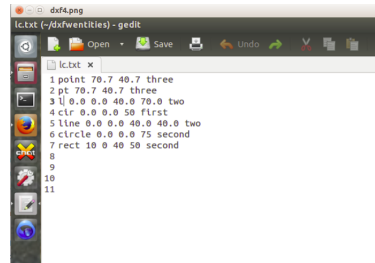 dxf4.png
lc.txt (~/dxfwentities) - gedit
Open Save Undo
lc.txt ×
1 point 70.7 40.7 three
2 pt 70.7 40.7 three
3 l 0.0 0.0 40.0 70.0 two
4 cir 0.0 0.0 50 first
5 line 0.0 0.0 40.0 40.0 two
6 circle 0.0 0.0 75 second
7 rect 10 0 40 50 second
8
9
10
11